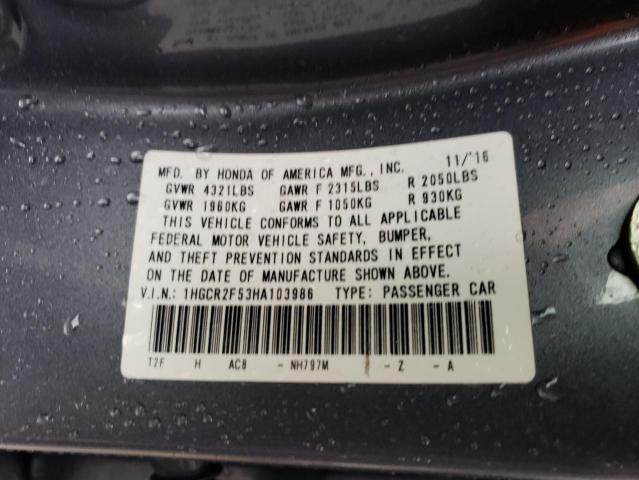 MFD. BY HONDA OF AMERICA MFG., INC. 11/'16
GVWR 4321LBS GAWR F 2315LBS R 2050LBS
GVWR 1960KG GAWR F 1050KG R 930KG
THIS VEHICLE CONFORMS TO ALL APPLICABLE
FEDERAL MOTOR VEHICLE SAFETY, BUMPER,
AND THEFT PREVENTION STANDARDS IN EFFECT
ON THE DATE OF MANUFACTURE SHOWN ABOVE.
V.I.N.: 1HGCR2F53HA103986 TYPE: PASSENGER CAR
T2F H AC8 - NH797M - Z - A